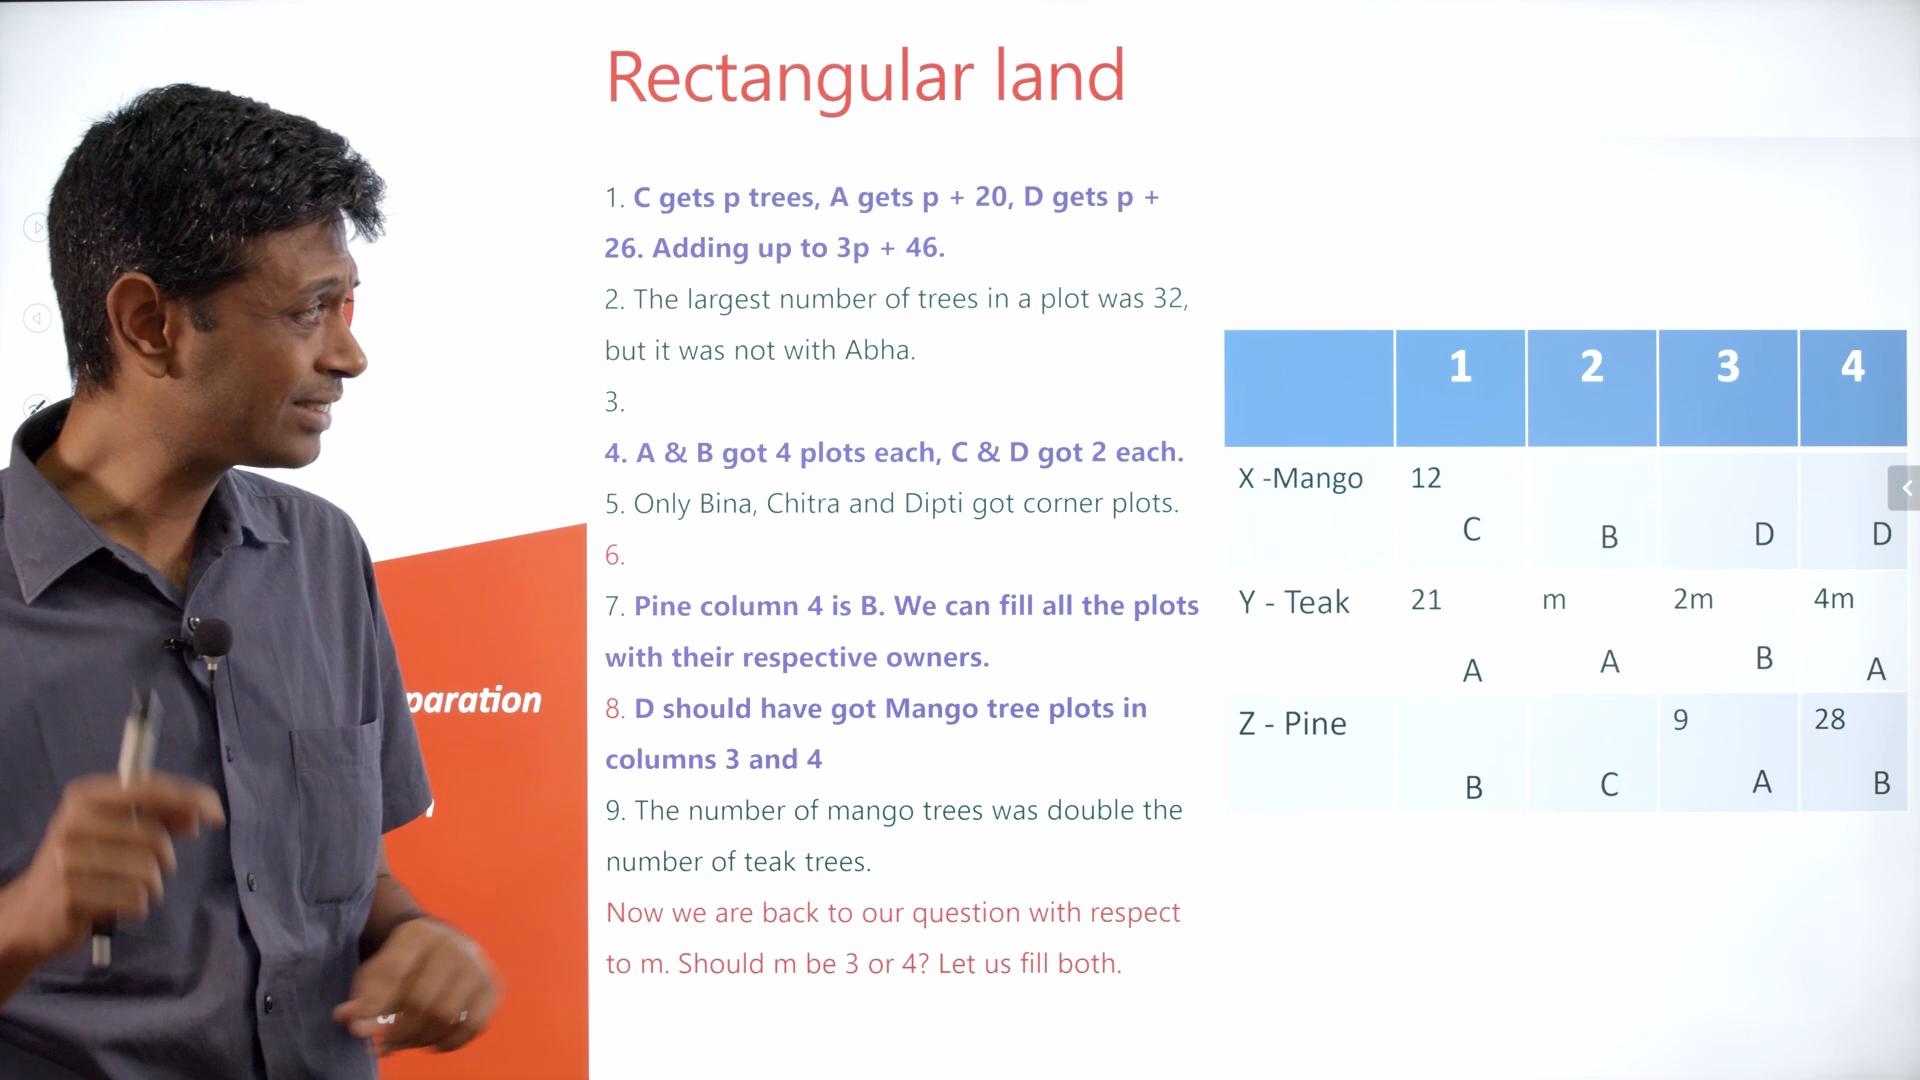 Rectangular land
1. C gets p trees, A gets p + 20, D gets p +
26. Adding up to 3p + 46.
2. The largest number of trees in a plot was 32,
but it was not with Abha.
3.
4. A & B got 4 plots each, C & D got 2 each.
5. Only Bina, Chitra and Dipti got corner plots.
6.
7. Pine column 4 is B. We can fill all the plots
with their respective owners.
8. D should have got Mango tree plots in
columns 3 and 4
9. The number of mango trees was double the
number of teak trees.
Now we are back to our question with respect
to m. Should m be 3 or 4? Let us fill both.
1 2 3 4
X -Mango 12
C B D D
Y - Teak 21 m 2m 4m
A A B A
Z - Pine 9 28
B C A B
paration